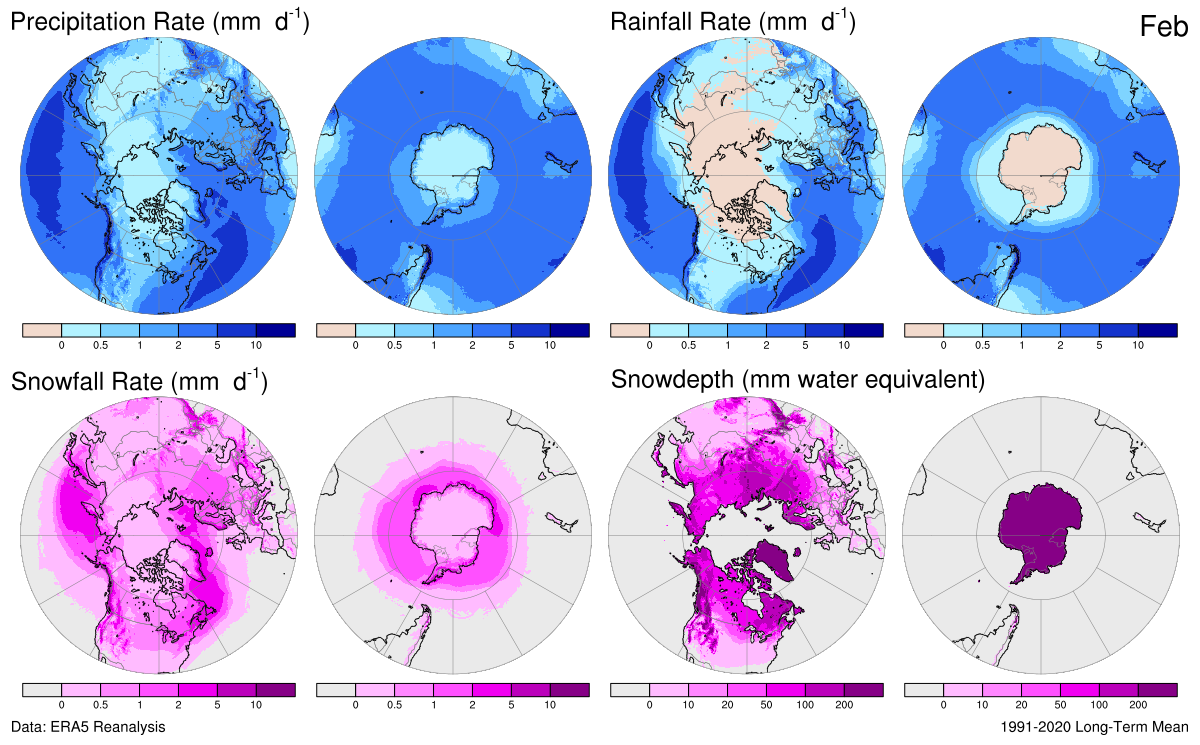 Precipitation Rate (mm d-1)
Rainfall Rate (mm d-1)
Feb
0 0.5 1 2 5 10
0 0.5 1 2 5 10
0 0.5 1 2 5 10
0 0.5 1 2 5 10
Snowfall Rate (mm d-1)
Snowdepth (mm water equivalent)
0 0.5 1 2 5 10
0 0.5 1 2 5 10
0 10 20 50 100 200
0 10 20 50 100 200
Data: ERA5 Reanalysis
1991-2020 Long-Term Mean